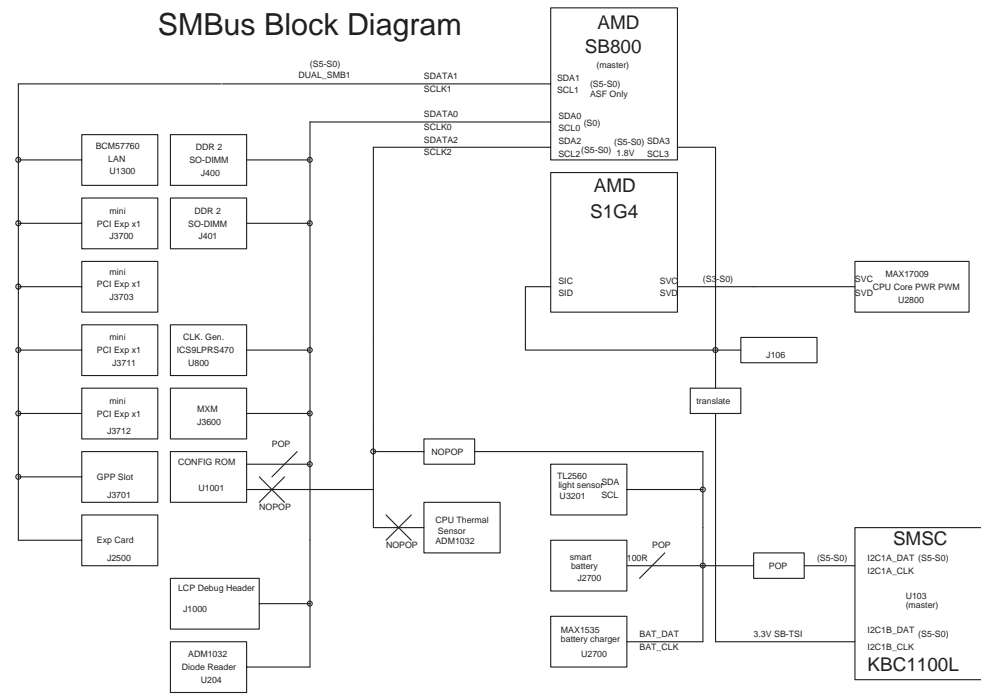 SMBus Block Diagram
AMD
SB800
(master)
SDA1
SCL1
(S5-S0)
ASF Only
SDA0
SCL0
(S0)
SDA2
SCL2
(S5-S0)
(S5-S0)
1.8V
SDA3
SCL3
(S5-S0)
DUAL_SMB1
SDATA1
SCLK1
SDATA0
SCLK0
SDATA2
SCLK2
BCM57760
LAN
U1300
DDR 2
SO-DIMM
J400
mini
PCI Exp x1
J3700
DDR 2
SO-DIMM
J401
mini
PCI Exp x1
J3703
mini
PCI Exp x1
J3711
CLK. Gen.
ICS9LPRS470
U800
mini
PCI Exp x1
J3712
MXM
J3600
GPP Slot
J3701
CONFIG ROM
U1001
POP
NOPOP
Exp Card
J2500
LCP Debug Header
J1000
ADM1032
Diode Reader
U204
NOPOP
CPU Thermal
Sensor
ADM1032
NOPOP
AMD
S1G4
SIC
SID
SVC
SVD
(S3-S0)
SVC
SVD
MAX17009
CPU Core PWR PWM
U2800
J106
translate
TL2560
light sensor
U3201
SDA
SCL
smart
battery
J2700
100R
POP
MAX1535
battery charger
U2700
BAT_DAT
BAT_CLK
POP
(S5-S0)
3.3V SB-TSI
SMSC
I2C1A_DAT (S5-S0)
I2C1A_CLK
U103
(master)
I2C1B_DAT (S5-S0)
I2C1B_CLK
KBC1100L